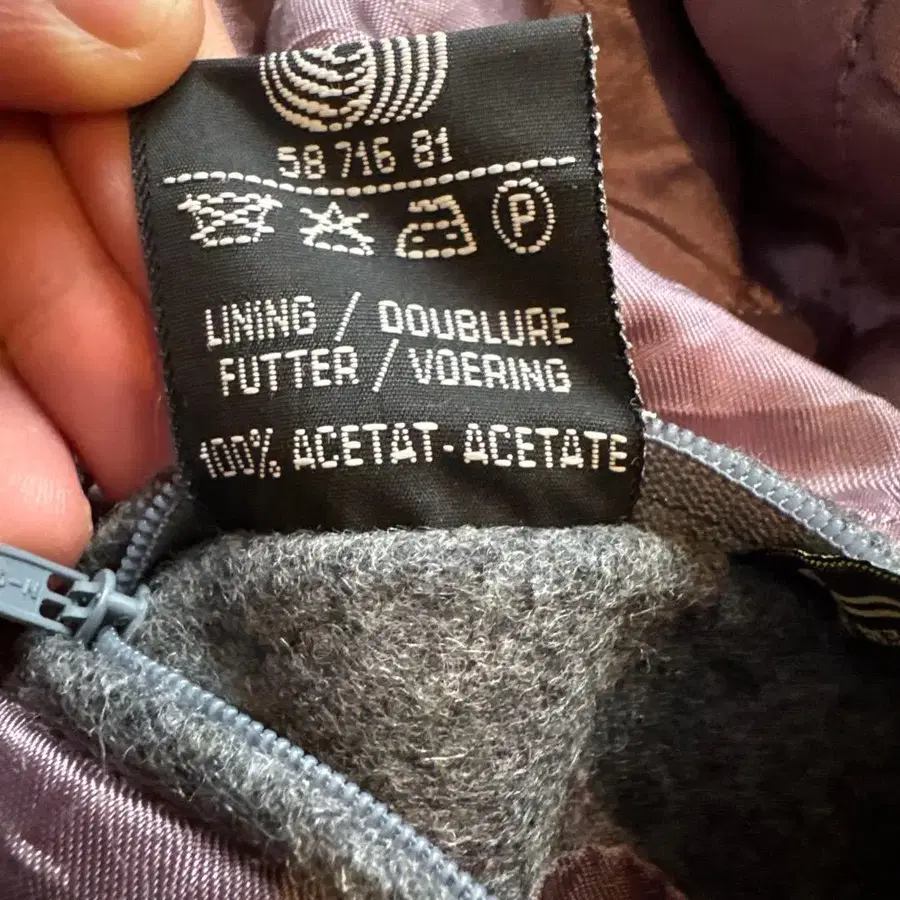 58 716 81
P
LINING / DOUBLURE
FUTTER / VOERING
100% ACETAT-ACETATE